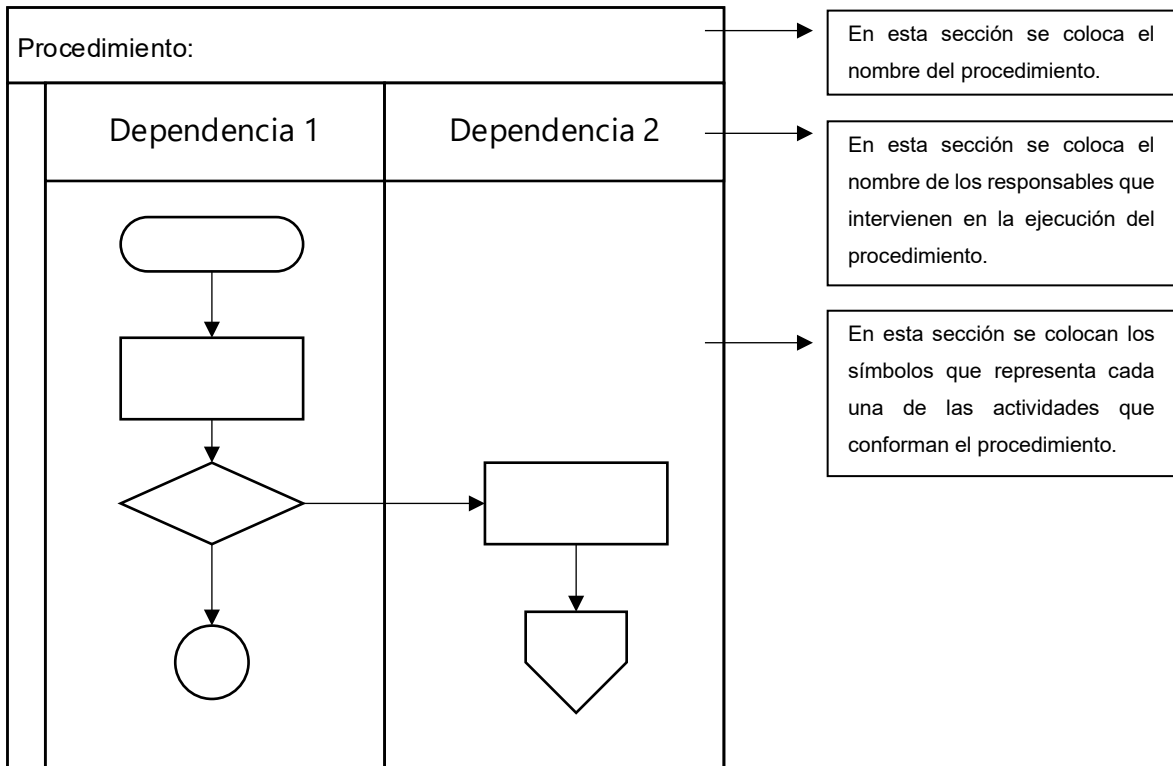 Procedimiento:
Dependencia 1
Dependencia 2
En esta sección se coloca el
nombre del procedimiento.
En esta sección se coloca el
nombre de los responsables que
intervienen en la ejecución del
procedimiento.
En esta sección se colocan los
símbolos que representa cada
una de las actividades que
conforman el procedimiento.